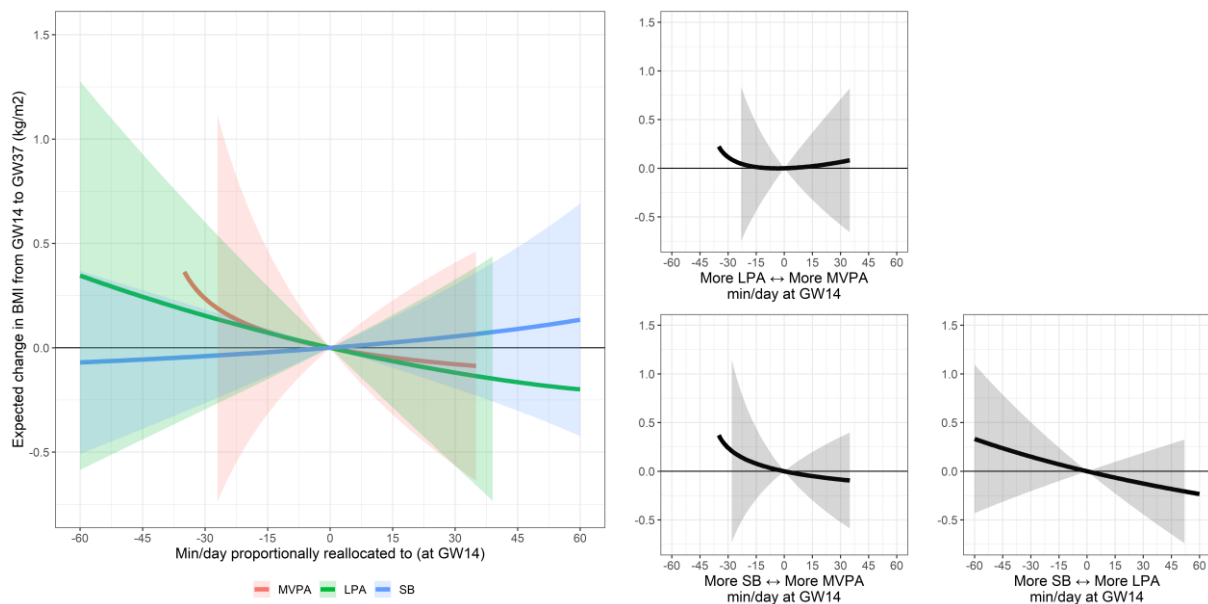 Expected change in BMI from GW14 to GW37 (kg/m2)
1.5
1.0
0.5
0.0
-0.5
-60 -45 -30 -15 0 15 30 45 60
Min/day proportionally reallocated to (at GW14)
MVPA LPA SB
1.5
1.0
0.5
0.0
-0.5
-60 -45 -30 -15 0 15 30 45 60
More LPA ↔ More MVPA
min/day at GW14
1.5
1.0
0.5
0.0
-0.5
-60 -45 -30 -15 0 15 30 45 60
More SB ↔ More MVPA
min/day at GW14
1.5
1.0
0.5
0.0
-0.5
-60 -45 -30 -15 0 15 30 45 60
More SB ↔ More LPA
min/day at GW14